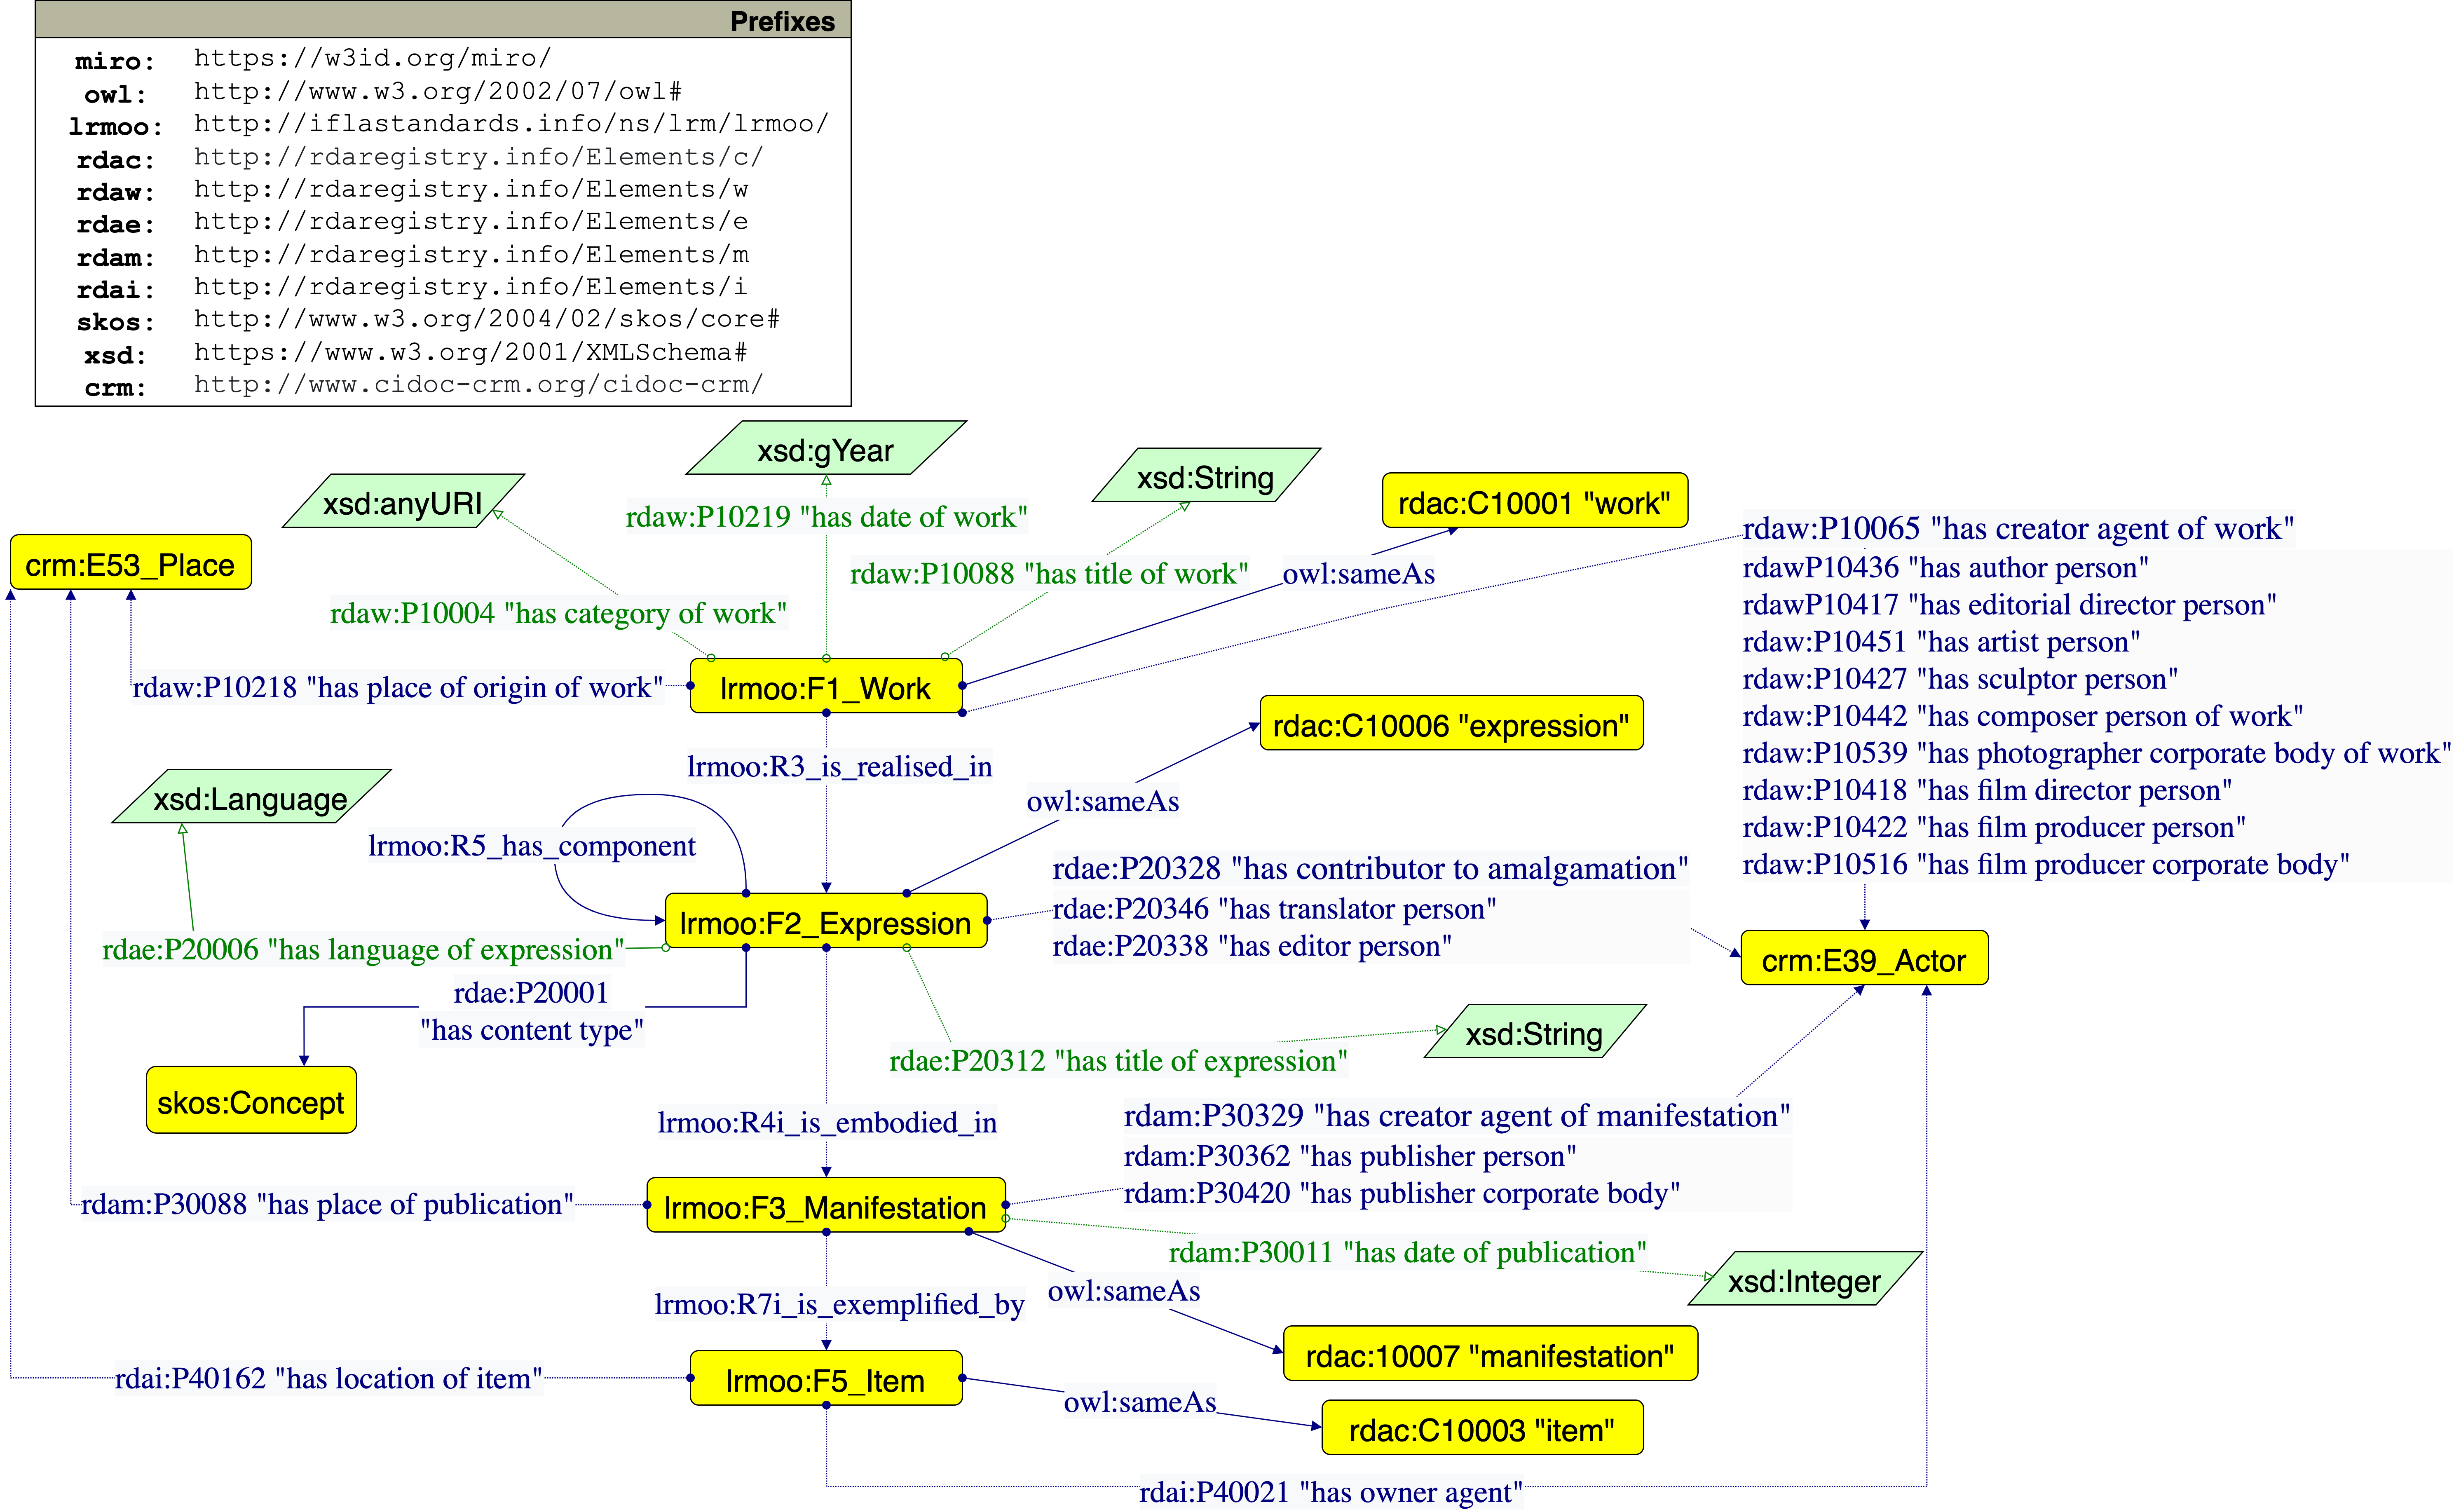 Prefixes
miro: https://w3id.org/miro/
owl: http://www.w3.org/2002/07/owl#
lrmoo: http://iflastandards.info/ns/lrm/lrmoo/
rdac: http://rdaregistry.info/Elements/c/
rdaw: http://rdaregistry.info/Elements/w
rdae: http://rdaregistry.info/Elements/e
rdam: http://rdaregistry.info/Elements/m
rdai: http://rdaregistry.info/Elements/i
skos: http://www.w3.org/2004/02/skos/core#
xsd: https://www.w3.org/2001/XMLSchema#
crm: http://www.cidoc-crm.org/cidoc-crm/
xsd:gYear
xsd:String
xsd:anyURI
rdac:C10001 "work"
rdaw:P10219 "has date of work"
crm:E53_Place
rdaw:P10088 "has title of work"
owl:sameAs
rdaw:P10004 "has category of work"
rdaw:P10065 "has creator agent of work"
rdawP10436 "has author person"
rdawP10417 "has editorial director person"
rdaw:P10451 "has artist person"
rdaw:P10427 "has sculptor person"
rdaw:P10442 "has composer person of work"
rdaw:P10539 "has photographer corporate body of work"
rdaw:P10418 "has film director person"
rdaw:P10422 "has film producer person"
rdaw:P10516 "has film producer corporate body"
rdaw:P10218 "has place of origin of work"
lrmoo:F1_Work
rdac:C10006 "expression"
lrmoo:R3_is_realised_in
xsd:Language
owl:sameAs
lrmoo:R5_has_component
rdae:P20328 "has contributor to amalgamation"
rdae:P20346 "has translator person"
rdae:P20338 "has editor person"
lrmoo:F2_Expression
rdae:P20006 "has language of expression"
crm:E39_Actor
rdae:P20001
"has content type"
xsd:String
rdae:P20312 "has title of expression"
skos:Concept
lrmoo:R4i_is_embodied_in
rdam:P30329 "has creator agent of manifestation"
rdam:P30362 "has publisher person"
rdam:P30420 "has publisher corporate body"
rdam:P30088 "has place of publication"
lrmoo:F3_Manifestation
rdam:P30011 "has date of publication"
xsd:Integer
owl:sameAs
lrmoo:R7i_is_exemplified_by
rdac:10007 "manifestation"
rdai:P40162 "has location of item"
lrmoo:F5_Item
owl:sameAs
rdac:C10003 "item"
rdai:P40021 "has owner agent"